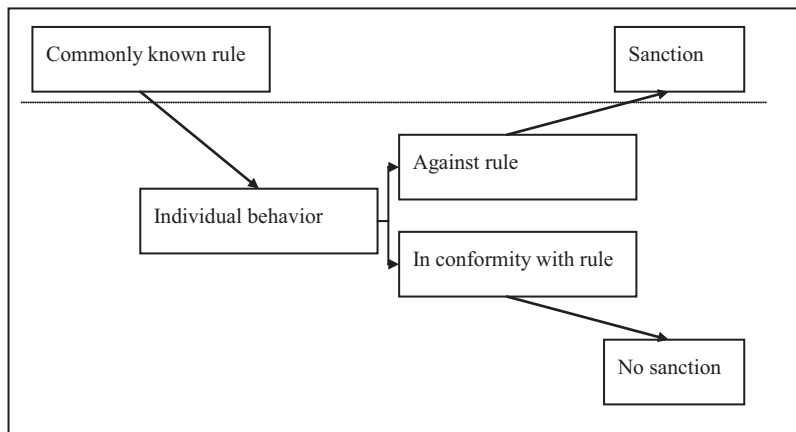 Commonly known rule
Sanction
Against rule
Individual behavior
In conformity with rule
No sanction